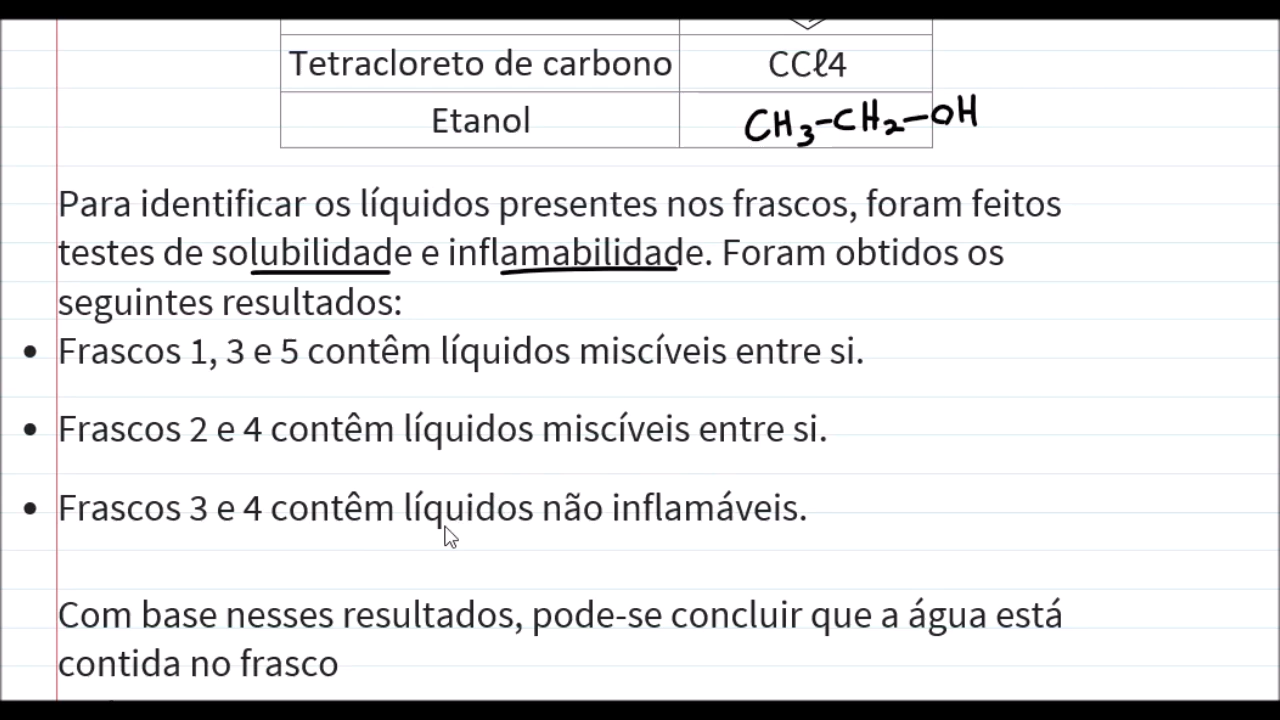 Tetracloreto de carbono CCℓ4
Etanol CH3-CH2-OH
Para identificar os líquidos presentes nos frascos, foram feitos
testes de solubilidade e inflamabilidade. Foram obtidos os
seguintes resultados:
• Frascos 1, 3 e 5 contêm líquidos miscíveis entre si.
• Frascos 2 e 4 contêm líquidos miscíveis entre si.
• Frascos 3 e 4 contêm líquidos não inflamáveis.
Com base nesses resultados, pode-se concluir que a água está
contida no frasco